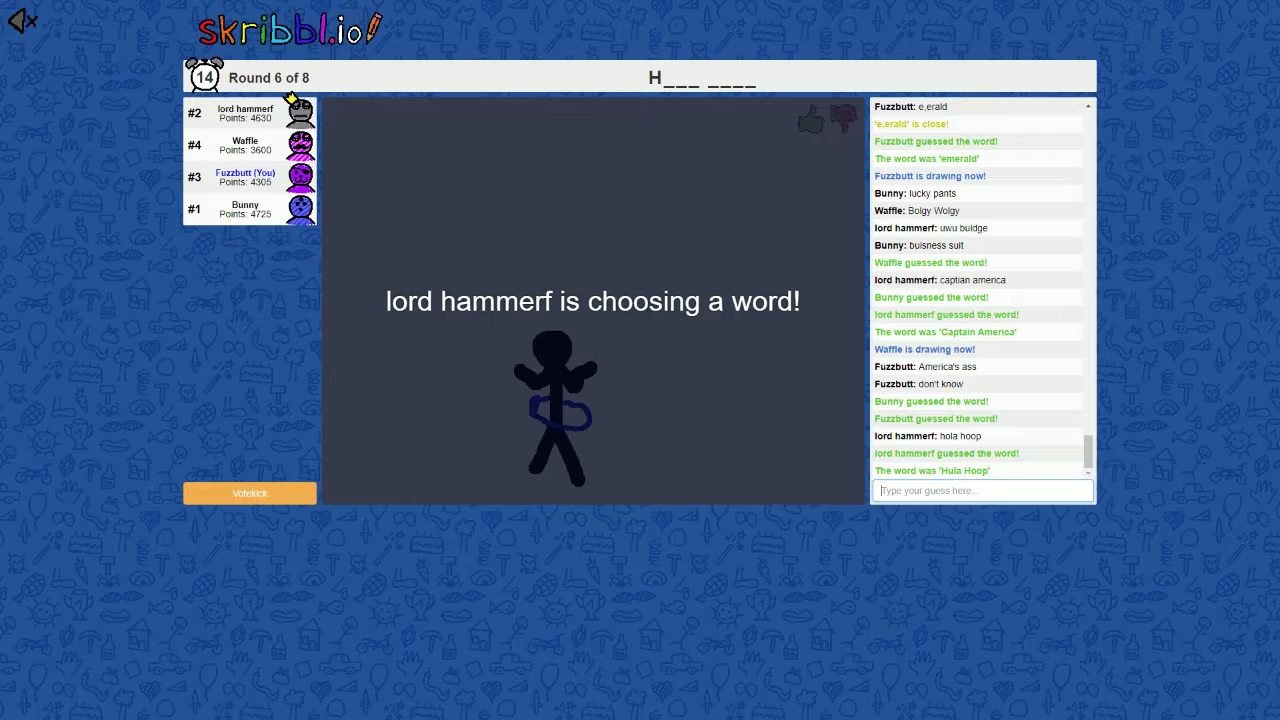 skribbl.io
14
Round 6 of 8
H___ ____
#2
lord hammerf
Points: 4630
#4
Waffle
Points: 3600
#3
Fuzzbutt (You)
Points: 4305
#1
Bunny
Points: 4725
Votekick
lord hammerf is choosing a word!
Fuzzbutt: e,erald
'e,erald' is close!
Fuzzbutt guessed the word!
The word was 'emerald'
Fuzzbutt is drawing now!
Bunny: lucky pants
Waffle: Bolgy Wolgy
lord hammerf: uwu buldge
Bunny: buisness suit
Waffle guessed the word!
lord hammerf: captian america
Bunny guessed the word!
lord hammerf guessed the word!
The word was 'Captain America'
Waffle is drawing now!
Fuzzbutt: America's ass
Fuzzbutt: don't know
Bunny guessed the word!
Fuzzbutt guessed the word!
lord hammerf: hola hoop
lord hammerf guessed the word!
The word was 'Hula Hoop'
Type your guess here...